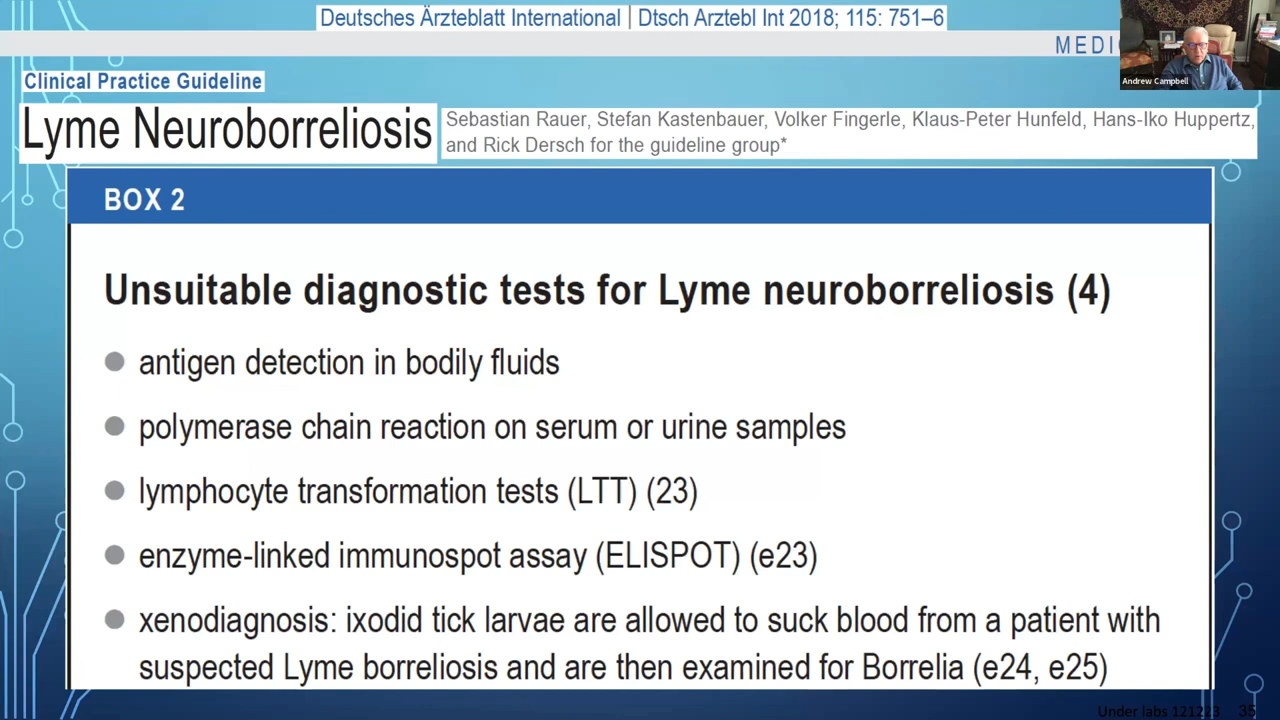 Deutsches Ärzteblatt International | Dtsch Arztebl Int 2018; 115: 751–6
MEDI
Andrew Campbell
Clinical Practice Guideline
Lyme Neuroborreliosis
Sebastian Rauer, Stefan Kastenbauer, Volker Fingerle, Klaus-Peter Hunfeld, Hans-Iko Huppertz,
and Rick Dersch for the guideline group*
BOX 2
Unsuitable diagnostic tests for Lyme neuroborreliosis (4)
antigen detection in bodily fluids
polymerase chain reaction on serum or urine samples
lymphocyte transformation tests (LTT) (23)
enzyme-linked immunospot assay (ELISPOT) (e23)
xenodiagnosis: ixodid tick larvae are allowed to suck blood from a patient with
suspected Lyme borreliosis and are then examined for Borrelia (e24, e25)
Under labs 121223 35